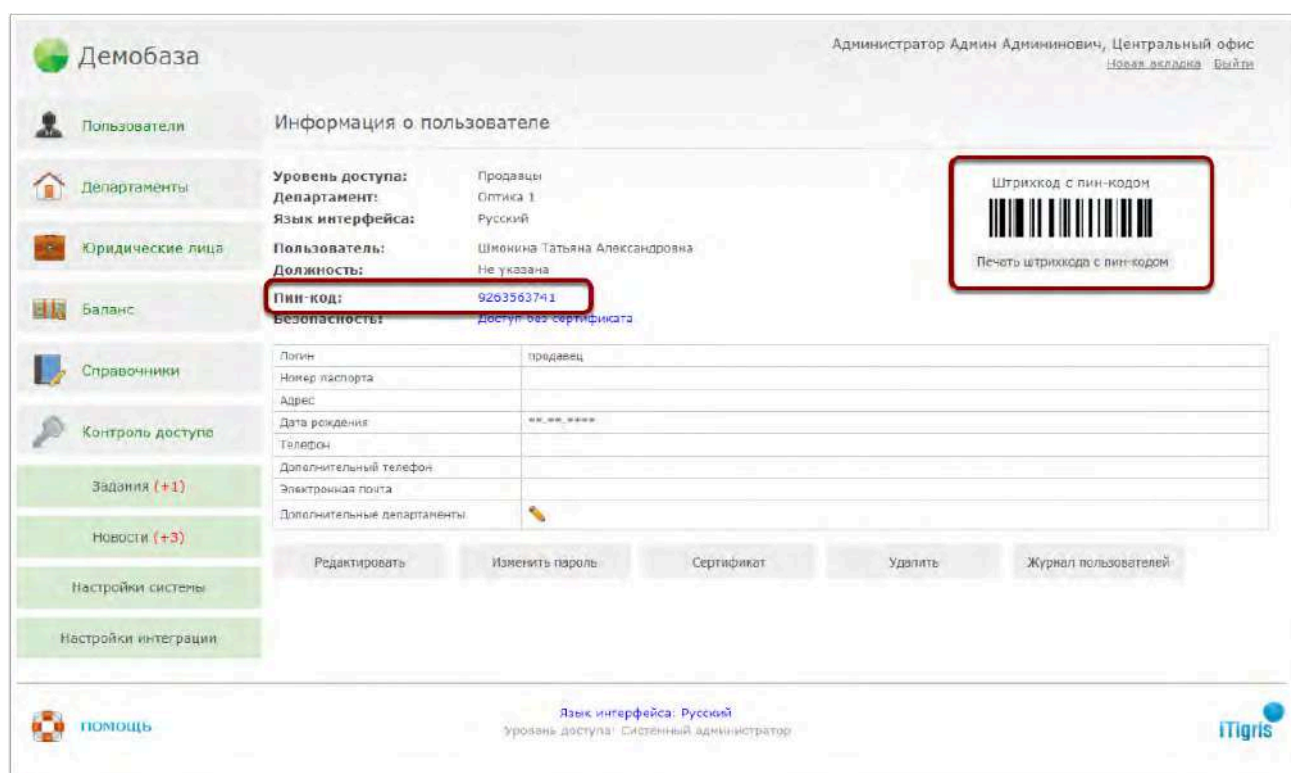 Демобаза
Администратор Админ Админинович, Центральный офис
Новая вкладка Выйти
Пользователи
Департаменты
Юридические лица
Баланс
Справочники
Контроль доступа
Задания (+1)
Новости (+3)
Настройки системы
Настройки интеграции
Информация о пользователе
Уровень доступа: Продавцы
Департамент: Оптика 1
Язык интерфейса: Русский
Пользователь: Шмонина Татьяна Александровна
Должность: Не указана
Пин-код: 9263563741
Безопасность: Доступ без сертификата
Штрихкод с пин-кодом
Печать штрихкода с пин-кодом
Логин продавец
Номер паспорта
Адрес
Дата рождения **.**.****
Телефон
Дополнительный телефон
Электронная почта
Дополнительные департаменты
Редактировать Изменить пароль Сертификат Удалить Журнал пользователей
ПОМОЩЬ
Язык интерфейса: Русский
Уровень доступа: Системный администратор
iTigris